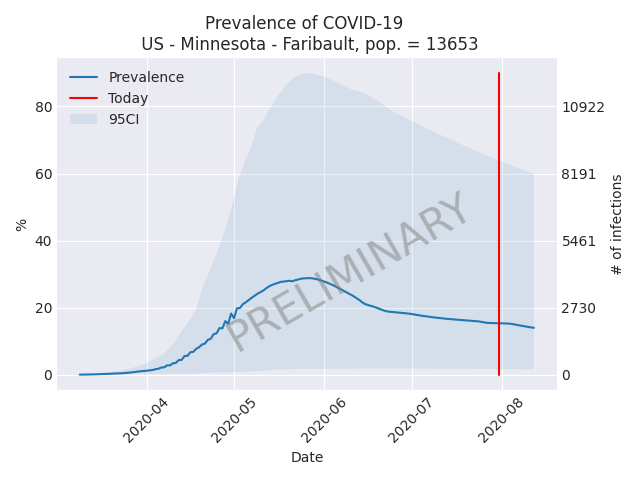 Prevalence of COVID-19
US - Minnesota - Faribault, pop. = 13653
Prevalence
Today
95CI
80
60
40
20
0
%
10922
8191
5461
2730
0
# of infections
PRELIMINARY
2020-04
2020-05
2020-06
2020-07
2020-08
Date